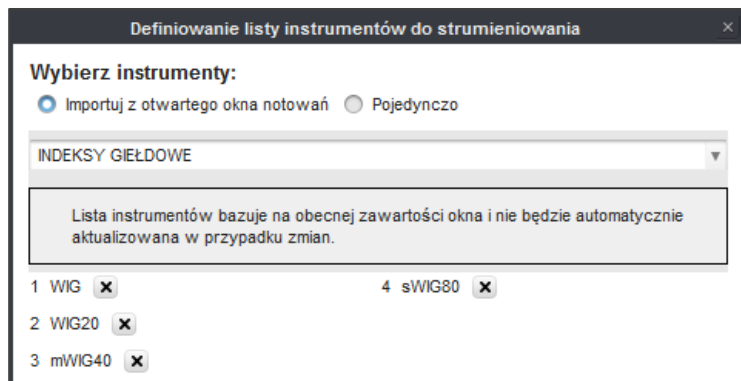 Definiowanie listy instrumentów do strumieniowania
Wybierz instrumenty:
Importuj z otwartego okna notowań Pojedynczo
INDEKSY GIEŁDOWE
Lista instrumentów bazuje na obecnej zawartości okna i nie będzie automatycznie
aktualizowana w przypadku zmian.
1 WIG 4 sWIG80
2 WIG20
3 mWIG40